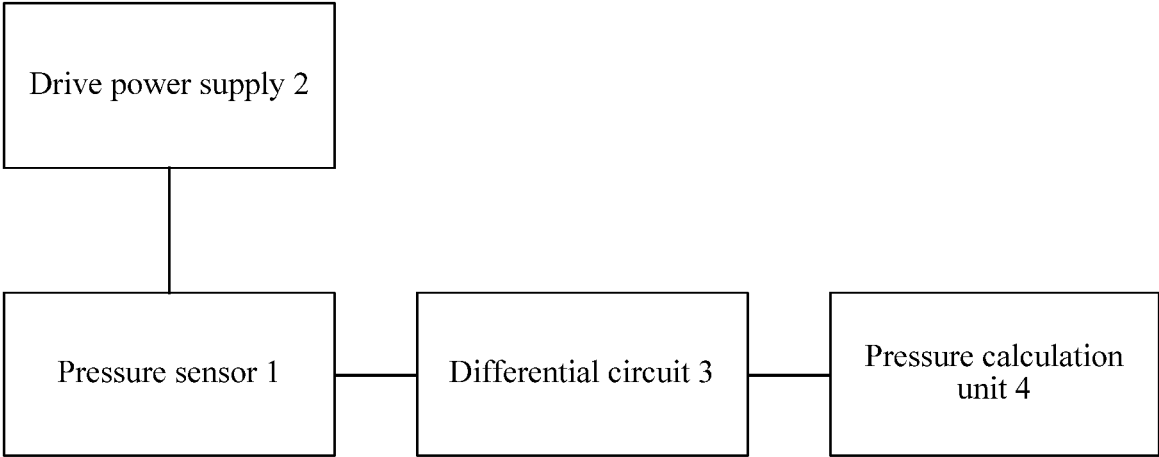 Drive power supply 2
Pressure sensor 1
Differential circuit 3
Pressure calculation
unit 4